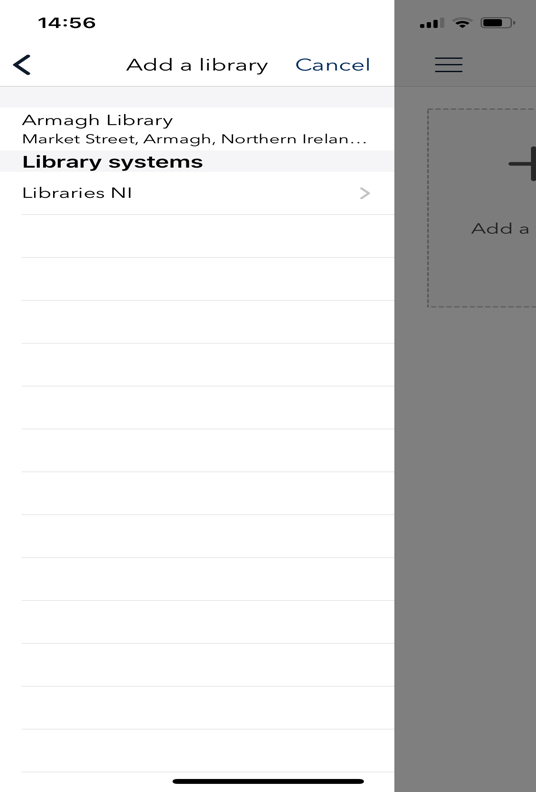 14:56
Add a library
Cancel
Armagh Library
Market Street, Armagh, Northern Irelan...
Library systems
Libraries NI
Add a